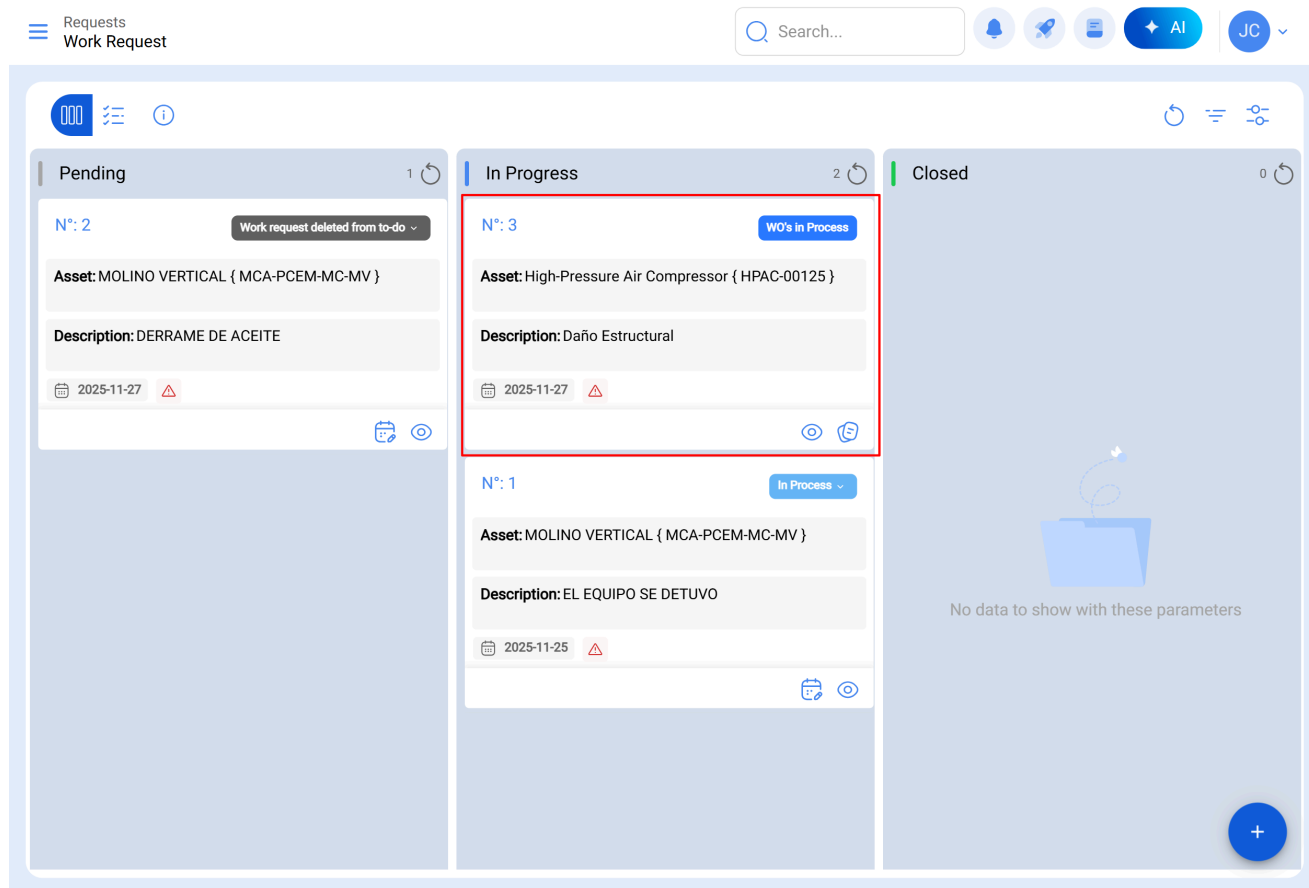 Requests
Work Request
Search...
AI
JC
Pending
1
N°: 2
Work request deleted from to-do
Asset: MOLINO VERTICAL { MCA-PCEM-MC-MV }
Description: DERRAME DE ACEITE
2025-11-27
In Progress
2
N°: 3
WO's in Process
Asset: High-Pressure Air Compressor { HPAC-00125 }
Description: Daño Estructural
2025-11-27
N°: 1
In Process
Asset: MOLINO VERTICAL { MCA-PCEM-MC-MV }
Description: EL EQUIPO SE DETUVO
2025-11-25
Closed
0
No data to show with these parameters